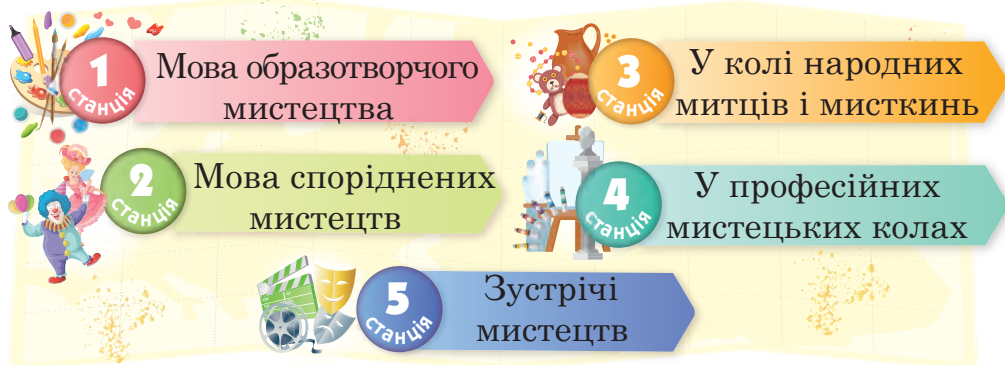 1
станція
Мова образотворчого
мистецтва
2
станція
Мова споріднених
мистецтв
3
станція
У колі народних
митців і мисткинь
4
станція
У професійних
мистецьких колах
5
станція
Зустрічі
мистецтв